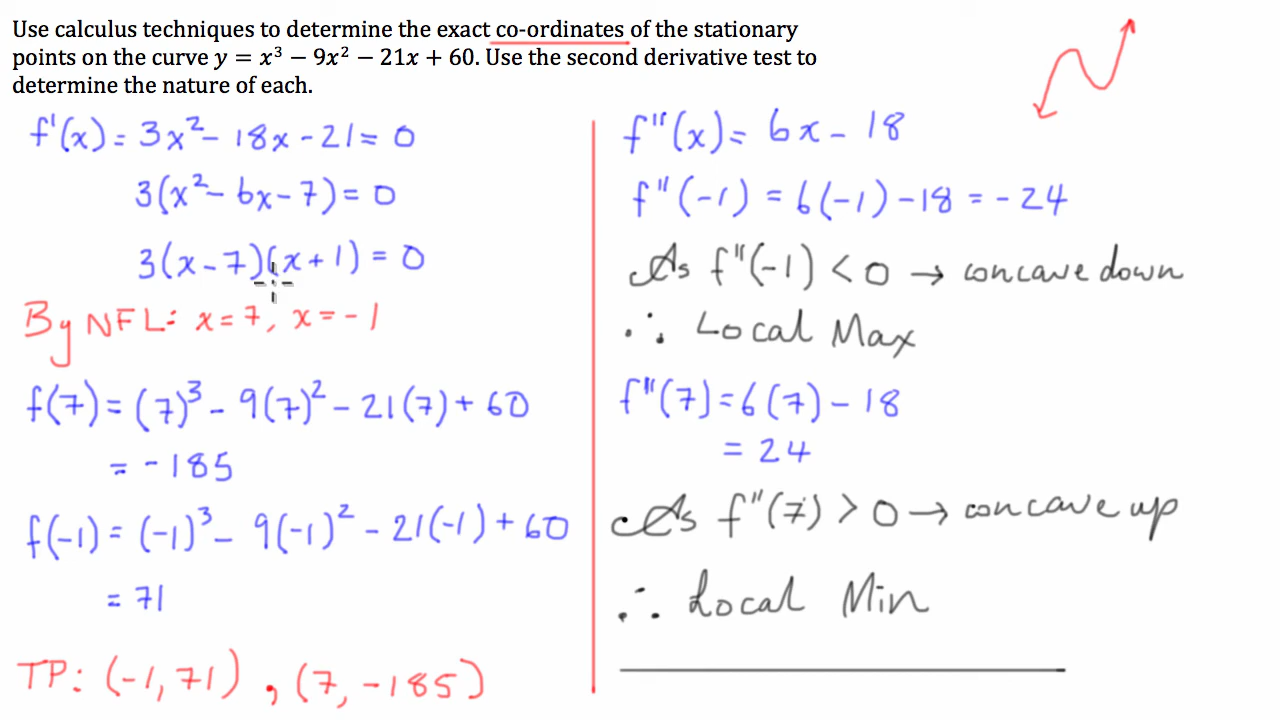 Use calculus techniques to determine the exact co-ordinates of the stationary
points on the curve y = x³ − 9x² − 21x + 60. Use the second derivative test to
determine the nature of each.
f'(x) = 3x² - 18x - 21 = 0
3(x² - 6x - 7) = 0
3(x - 7)(x + 1) = 0
By NFL: x = 7, x = -1
f(7) = (7)³ - 9(7)² - 21(7) + 60
= -185
f(-1) = (-1)³ - 9(-1)² - 21(-1) + 60
= 71
TP: (-1, 71), (7, -185)
f''(x) = 6x - 18
f''(-1) = 6(-1) - 18 = -24
As f''(-1) < 0 → concave down
∴ Local Max
f''(7) = 6(7) - 18
= 24
As f''(7) > 0 → concave up
∴ Local Min